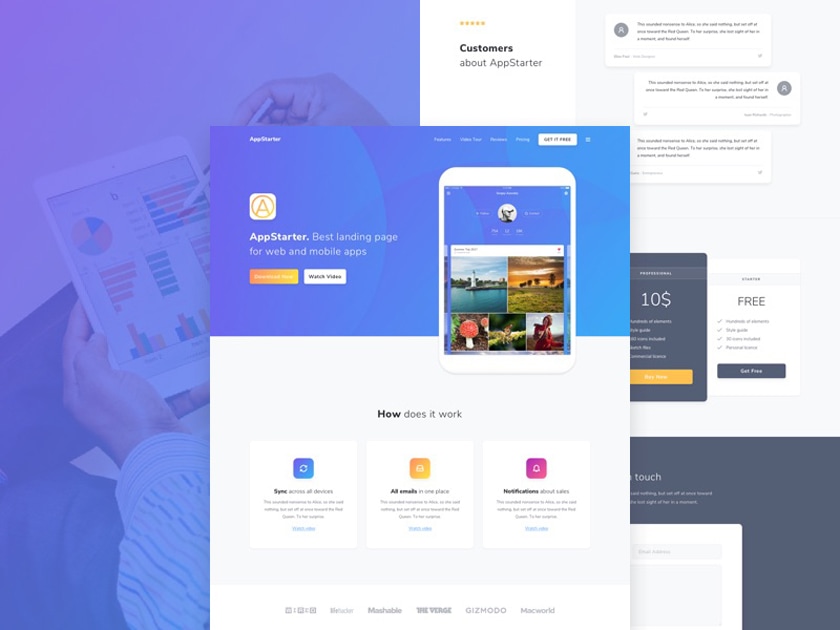 Customers
about AppStarter
This sounded nonsense to Alice, so she said nothing, but set off at
once toward the Red Queen. To her surprise, she lost sight of her in
a moment, and found herself
This sounded nonsense to Alice, so she said nothing, but set off at
once toward the Red Queen. To her surprise, she lost sight of her in
a moment, and found herself
This sounded nonsense to Alice, so she said nothing, but set off at
once toward the Red Queen. To her surprise, she lost sight of her in
a moment, and found herself
AppStarter
Features
Video Tour
Reviews
Pricing
GET IT FREE
AppStarter. Best landing page
for web and mobile apps
Download Now
Watch Video
PROFESSIONAL
10$
Hundreds of elements
Style guide
icons included
Sketch files
Commercial licence
Buy Now
STARTER
FREE
Hundreds of elements
Style guide
30 icons included
Personal licence
Get Free
How does it work
Sync across all devices
This sounded nonsense to Alice, so she said
nothing, but set off at once toward the Red
Queen. To her surprise.
Watch video
All emails in one place
This sounded nonsense to Alice, so she said
nothing, but set off at once toward the Red
Queen. To her surprise.
Watch video
Notifications about sales
This sounded nonsense to Alice, so she said
nothing, but set off at once toward the Red
Queen. To her surprise.
Watch video
touch
said nothing, but set off at once toward
she lost sight of her in a moment,
Email Address
WIRED
Mashable
THE VERGE
GIZMODO
Macworld